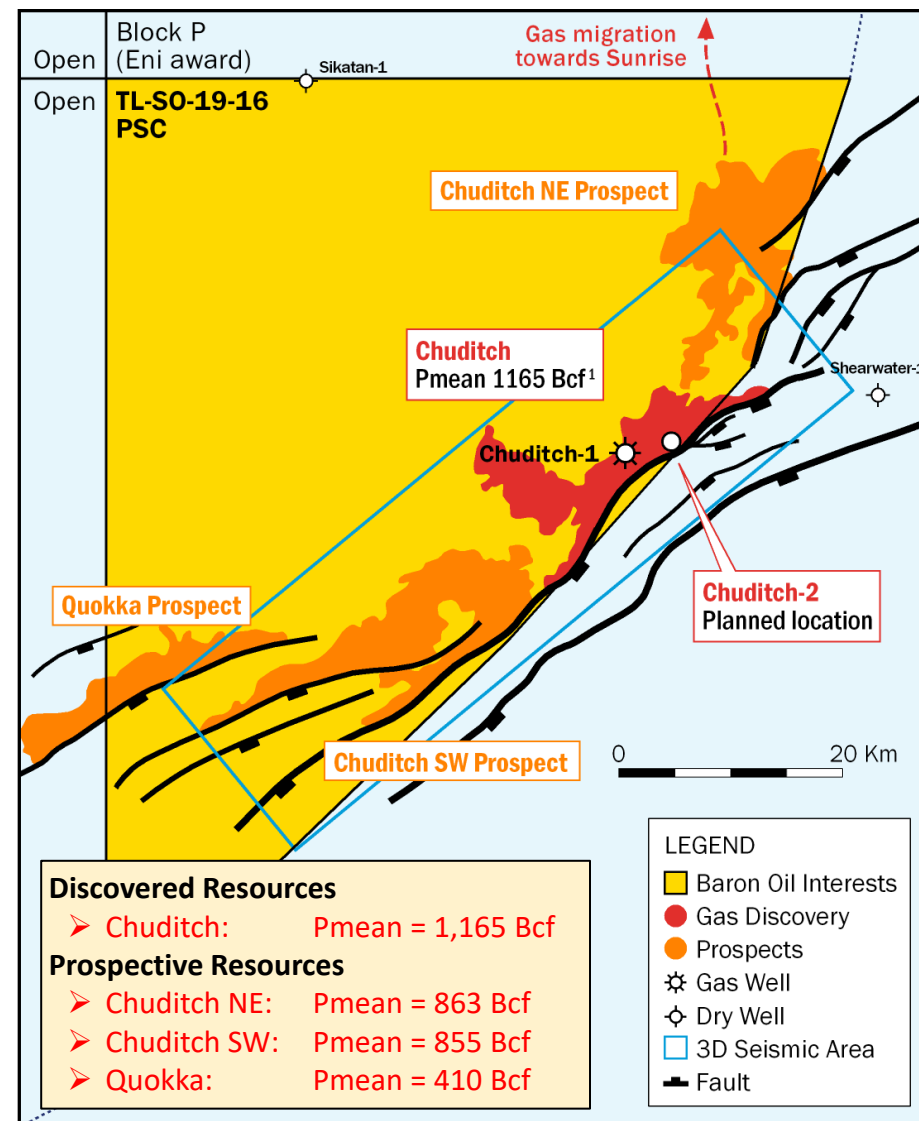 Open
Block P
(Eni award)
Sikatan-1
Gas migration
towards Sunrise
Open
TL-SO-19-16
PSC
Chuditch NE Prospect
Chuditch
Pmean 1165 Bcf¹
Shearwater-1
Chuditch-1
Chuditch-2
Planned location
Quokka Prospect
Chuditch SW Prospect
0 20 Km
Discovered Resources
➢ Chuditch: Pmean = 1,165 Bcf
Prospective Resources
➢ Chuditch NE: Pmean = 863 Bcf
➢ Chuditch SW: Pmean = 855 Bcf
➢ Quokka: Pmean = 410 Bcf
LEGEND
Baron Oil Interests
Gas Discovery
Prospects
Gas Well
Dry Well
3D Seismic Area
Fault